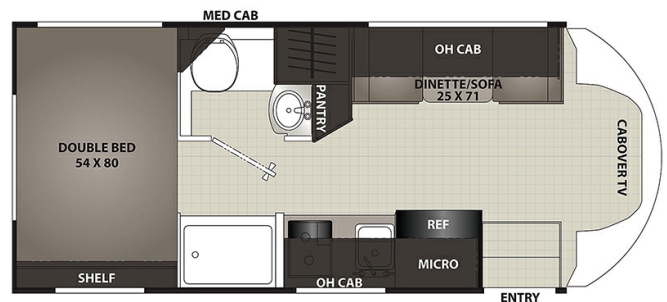 MED CAB
OH CAB
DINETTE/SOFA
25 X 71
PANTRY
CABOVER TV
DOUBLE BED
54 X 80
REF
MICRO
SHELF
OH CAB
ENTRY